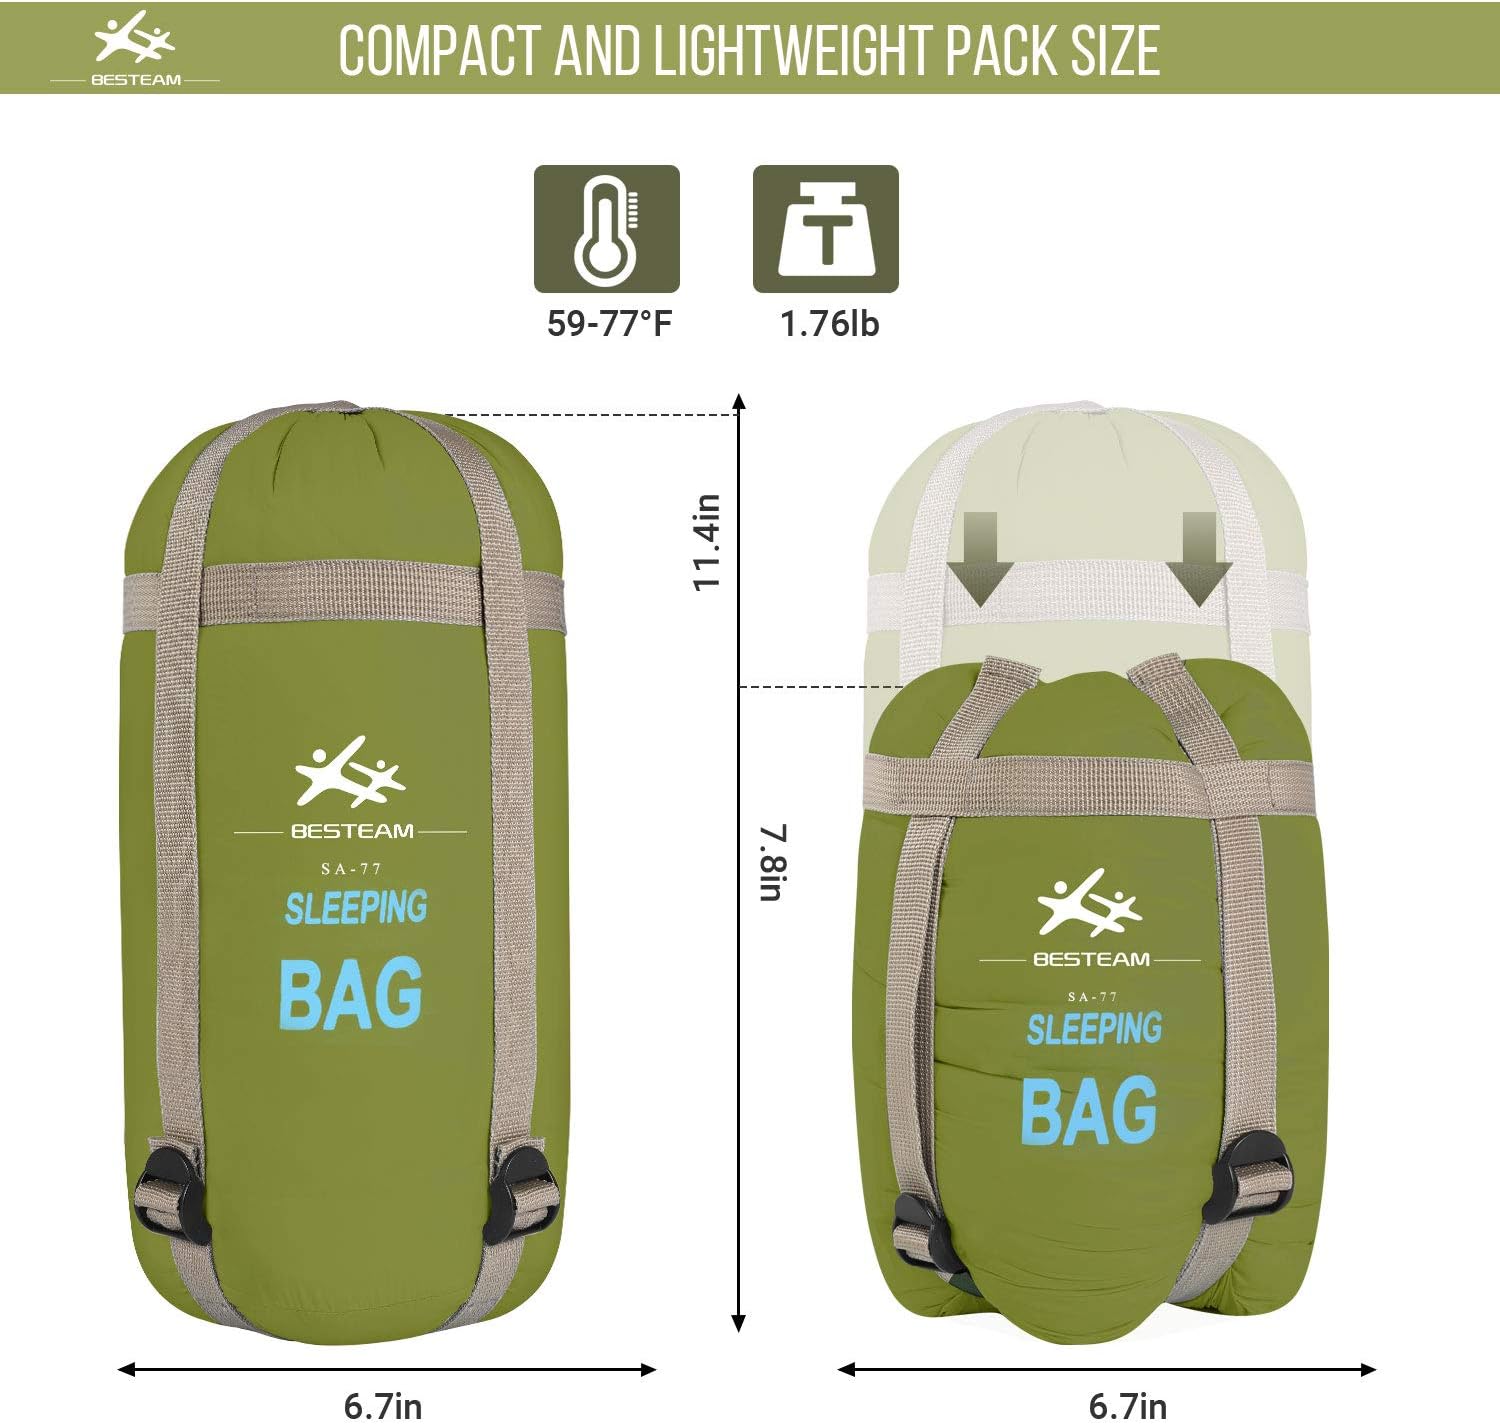 BESTEAM
COMPACT AND LIGHTWEIGHT PACK SIZE
59-77°F
1.76lb
11.4in
7.8in
BESTEAM
SA-77
SLEEPING
BAG
BESTEAM
SA-77
SLEEPING
BAG
6.7in
6.7in